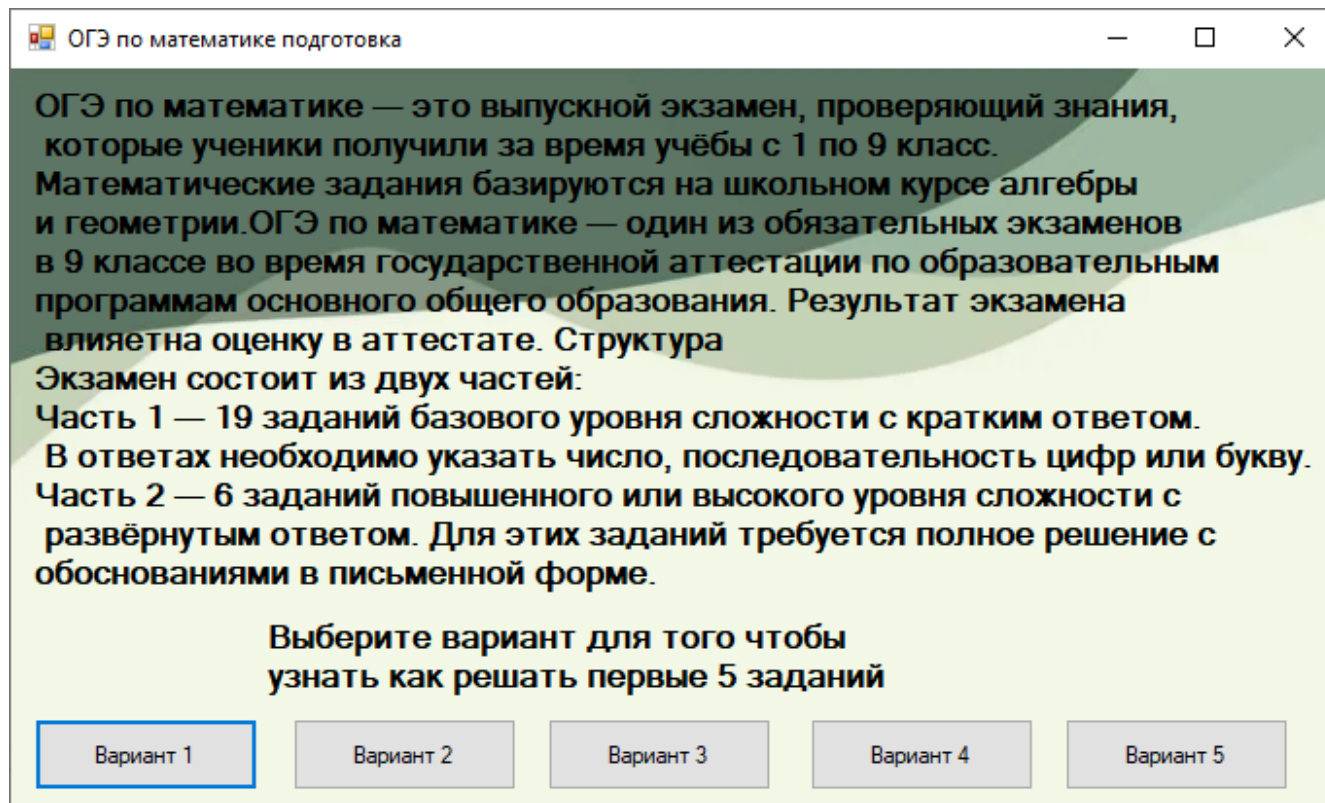 ОГЭ по математике подготовка
ОГЭ по математике — это выпускной экзамен, проверяющий знания,
которые ученики получили за время учёбы с 1 по 9 класс.
Математические задания базируются на школьном курсе алгебры
и геометрии.ОГЭ по математике — один из обязательных экзаменов
в 9 классе во время государственной аттестации по образовательным
программам основного общего образования. Результат экзамена
влияетна оценку в аттестате. Структура
Экзамен состоит из двух частей:
Часть 1 — 19 заданий базового уровня сложности с кратким ответом.
В ответах необходимо указать число, последовательность цифр или букву.
Часть 2 — 6 заданий повышенного или высокого уровня сложности с
развёрнутым ответом. Для этих заданий требуется полное решение с
обоснованиями в письменной форме.
Выберите вариант для того чтобы
узнать как решать первые 5 заданий
Вариант 1 Вариант 2 Вариант 3 Вариант 4 Вариант 5